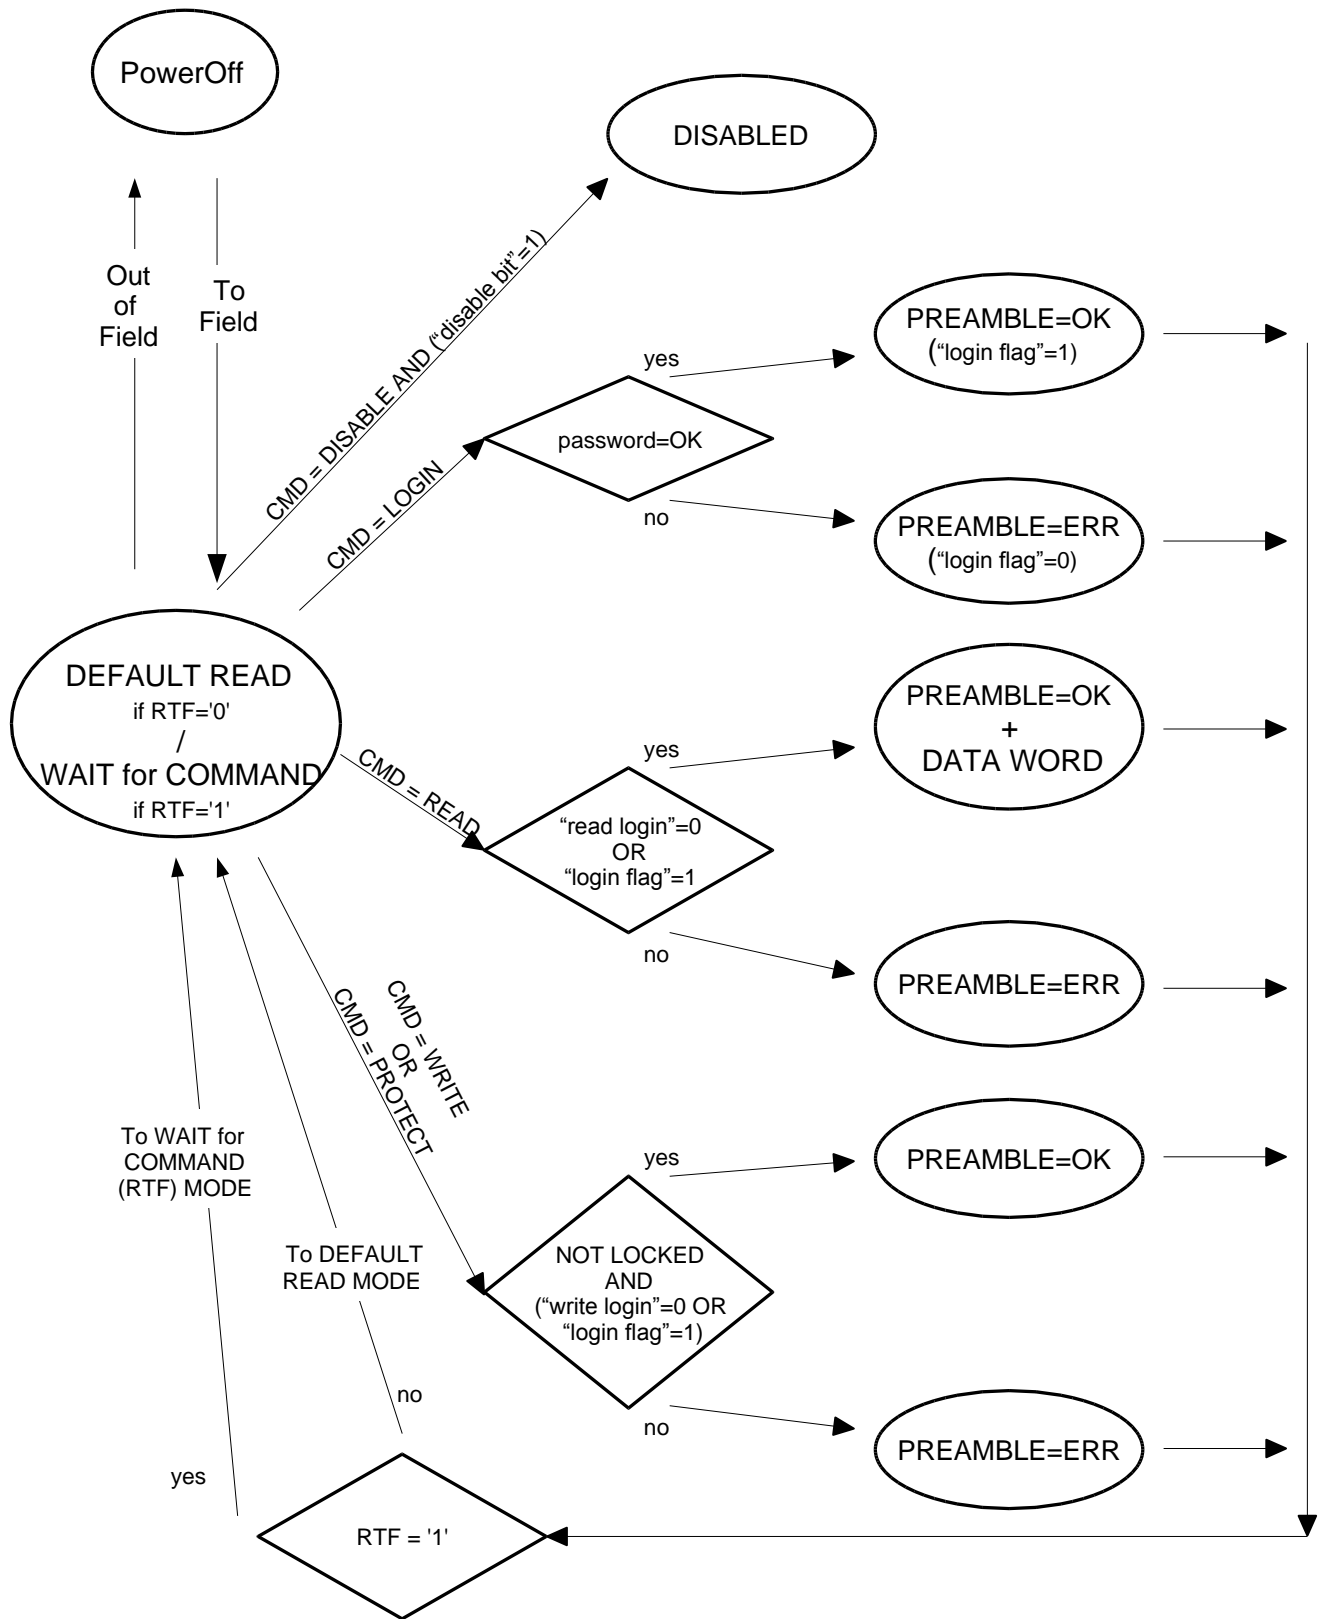 PowerOff
DISABLED
Out
of
Field
To
Field
CMD = DISABLE AND (“disable bit”=1)
CMD = LOGIN
password=OK
yes
no
PREAMBLE=OK
(“login flag”=1)
PREAMBLE=ERR
(“login flag”=0)
DEFAULT READ
if RTF='0'
/
WAIT for COMMAND
if RTF='1'
CMD = READ
“read login”=0
OR
“login flag”=1
yes
no
PREAMBLE=OK
+
DATA WORD
PREAMBLE=ERR
CMD = WRITE
OR
CMD = PROTECT
To WAIT for
COMMAND
(RTF) MODE
To DEFAULT
READ MODE
NOT LOCKED
AND
(“write login”=0 OR
“login flag”=1)
yes
no
PREAMBLE=OK
PREAMBLE=ERR
no
yes
RTF = '1'